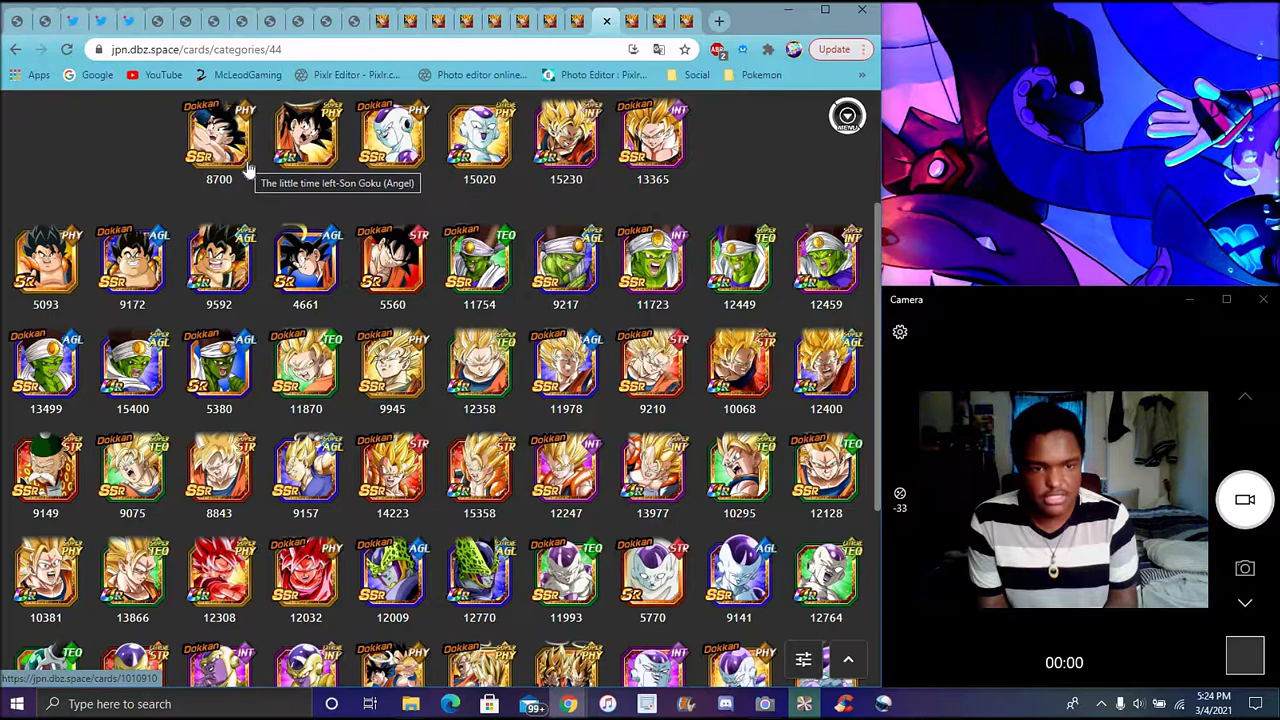 jpn.dbz.space/cards/categories/44
2
Update
Apps Google YouTube McLeodGaming Pixlr Editor - Pixlr.c... Photo editor online... Photo Editor : Pixlr... Social Pokemon »
MENU
8700 15020 15230 13365
The little time left-Son Goku (Angel)
5093 9172 9592 4661 5560 11754 9217 11723 12449 12459
13499 15400 5380 11870 9945 12358 11978 9210 10068 12400
9149 9075 8843 9157 14223 15358 12247 13977 10295 12128
10381 13866 12308 12032 12009 12770 11993 5770 9141 12764
https://jpn.dbz.space/cards/1010910
Camera
-33
00:00
Type here to search
99+
5:24 PM
3/4/2021